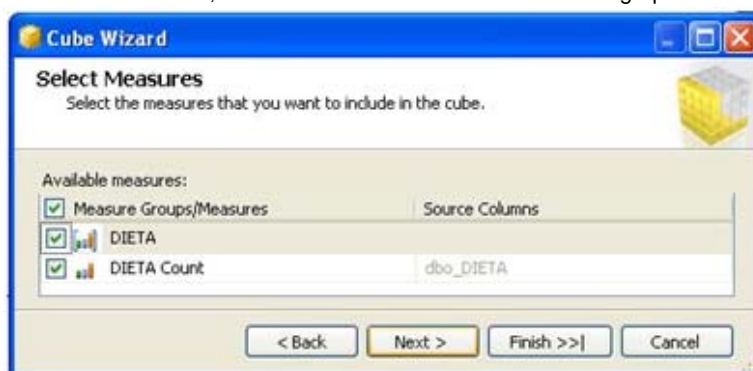 Cube Wizard
Select Measures
Select the measures that you want to include in the cube.
Available measures:
Measure Groups/Measures Source Columns
DIETA
DIETA Count dbo_DIETA
< Back Next > Finish >>| Cancel